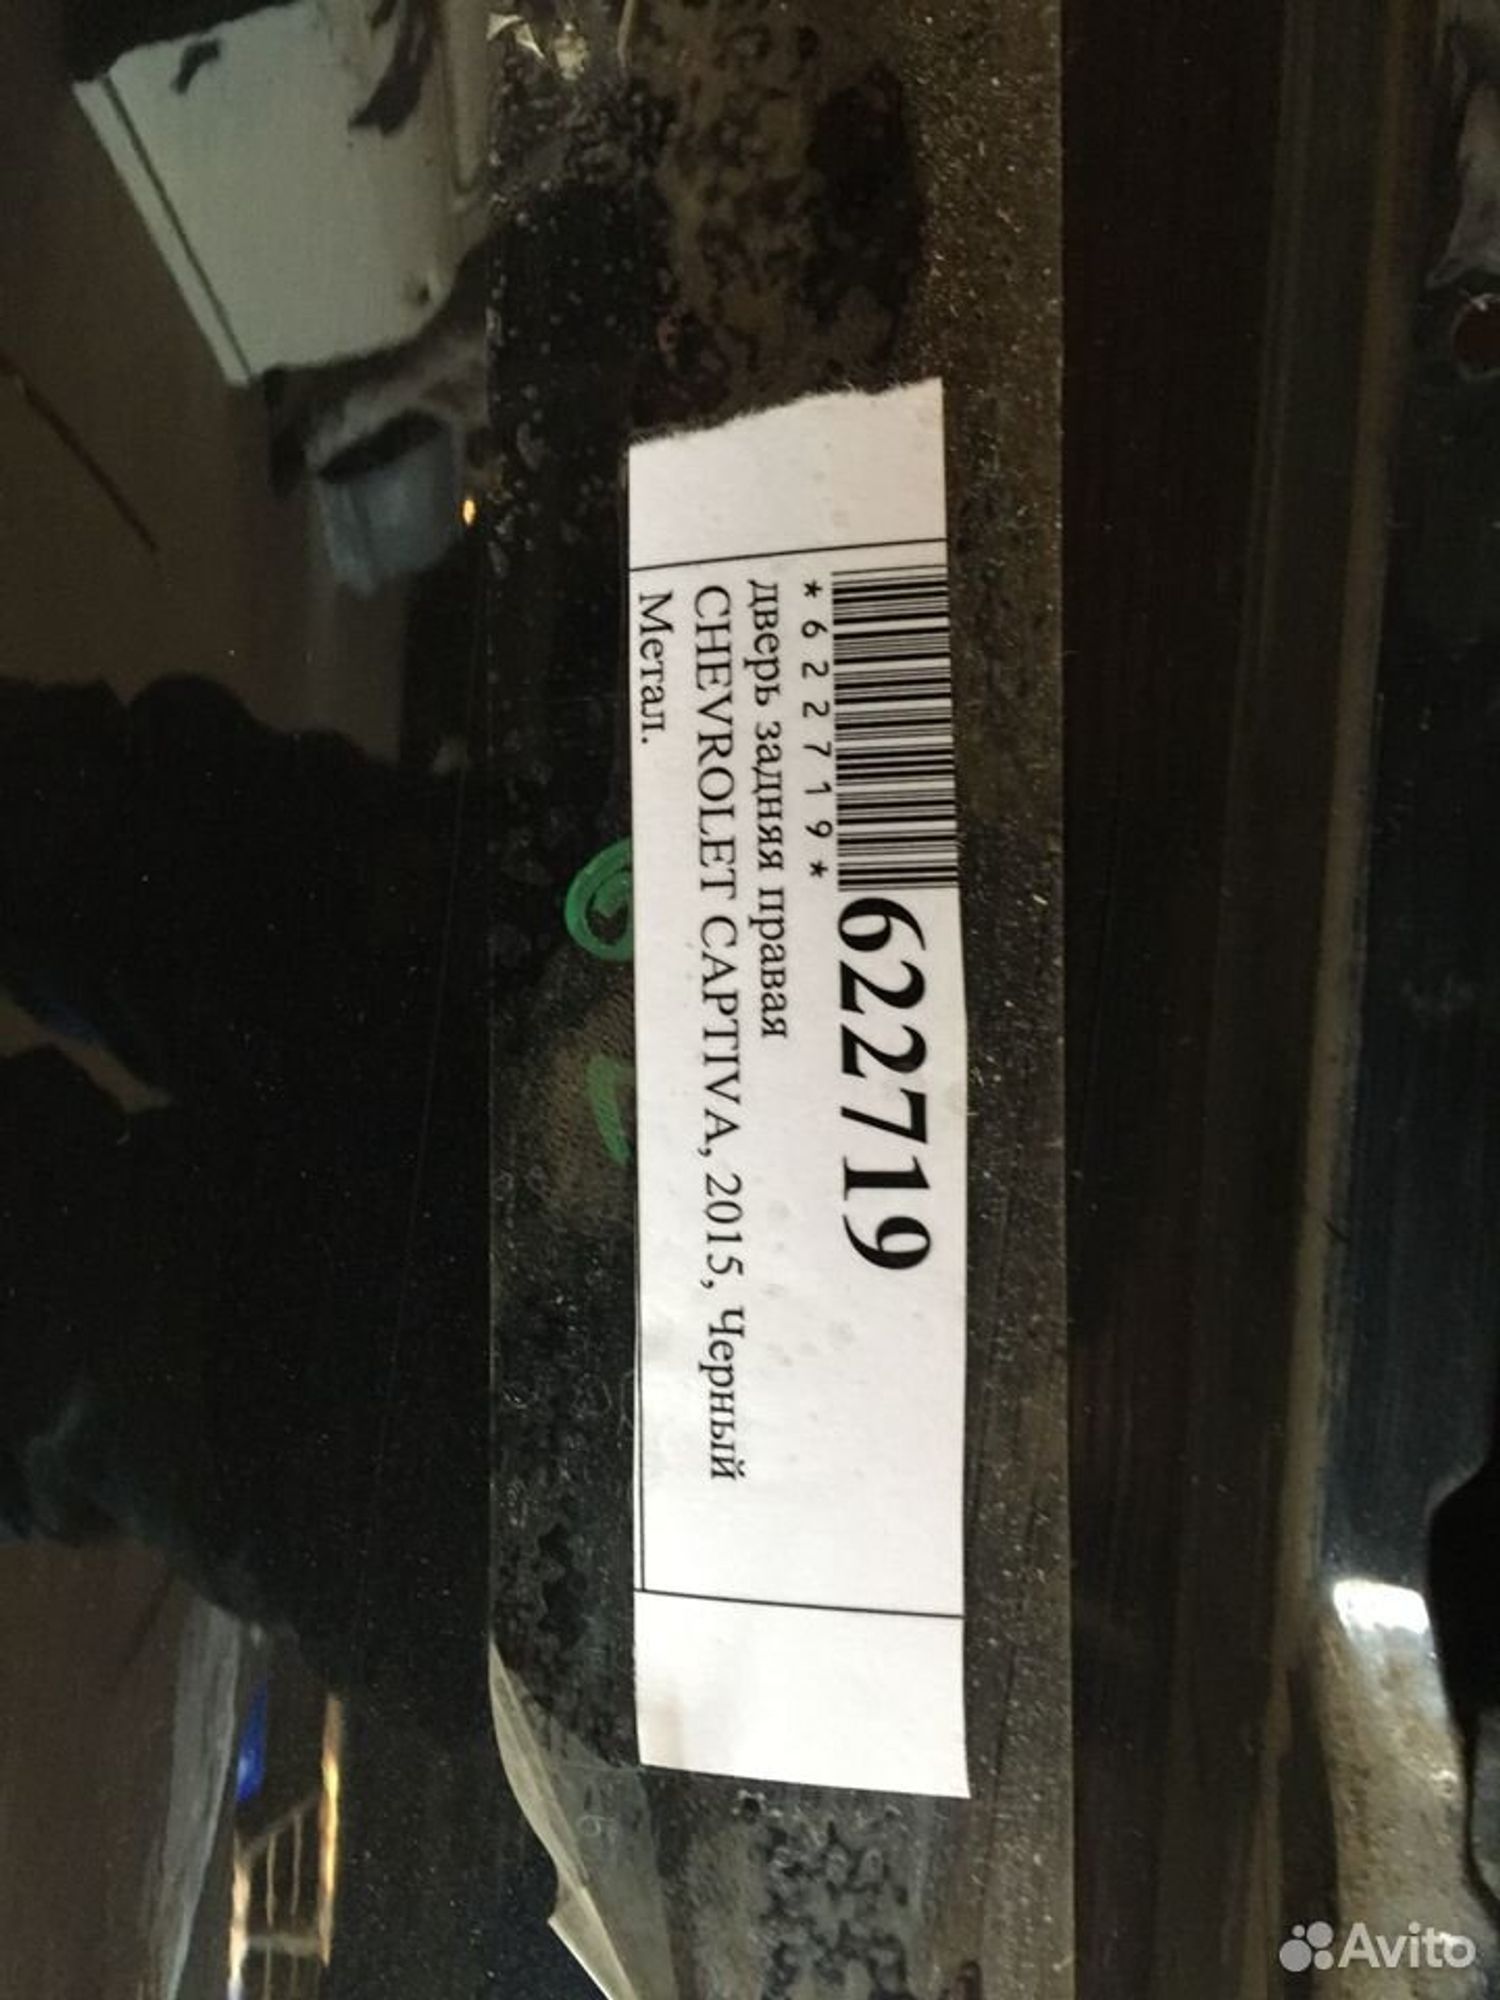 622719
*622719*
дверь задняя правая
CHEVROLET CAPTIVA, 2015, Черный
Метал.
Avito